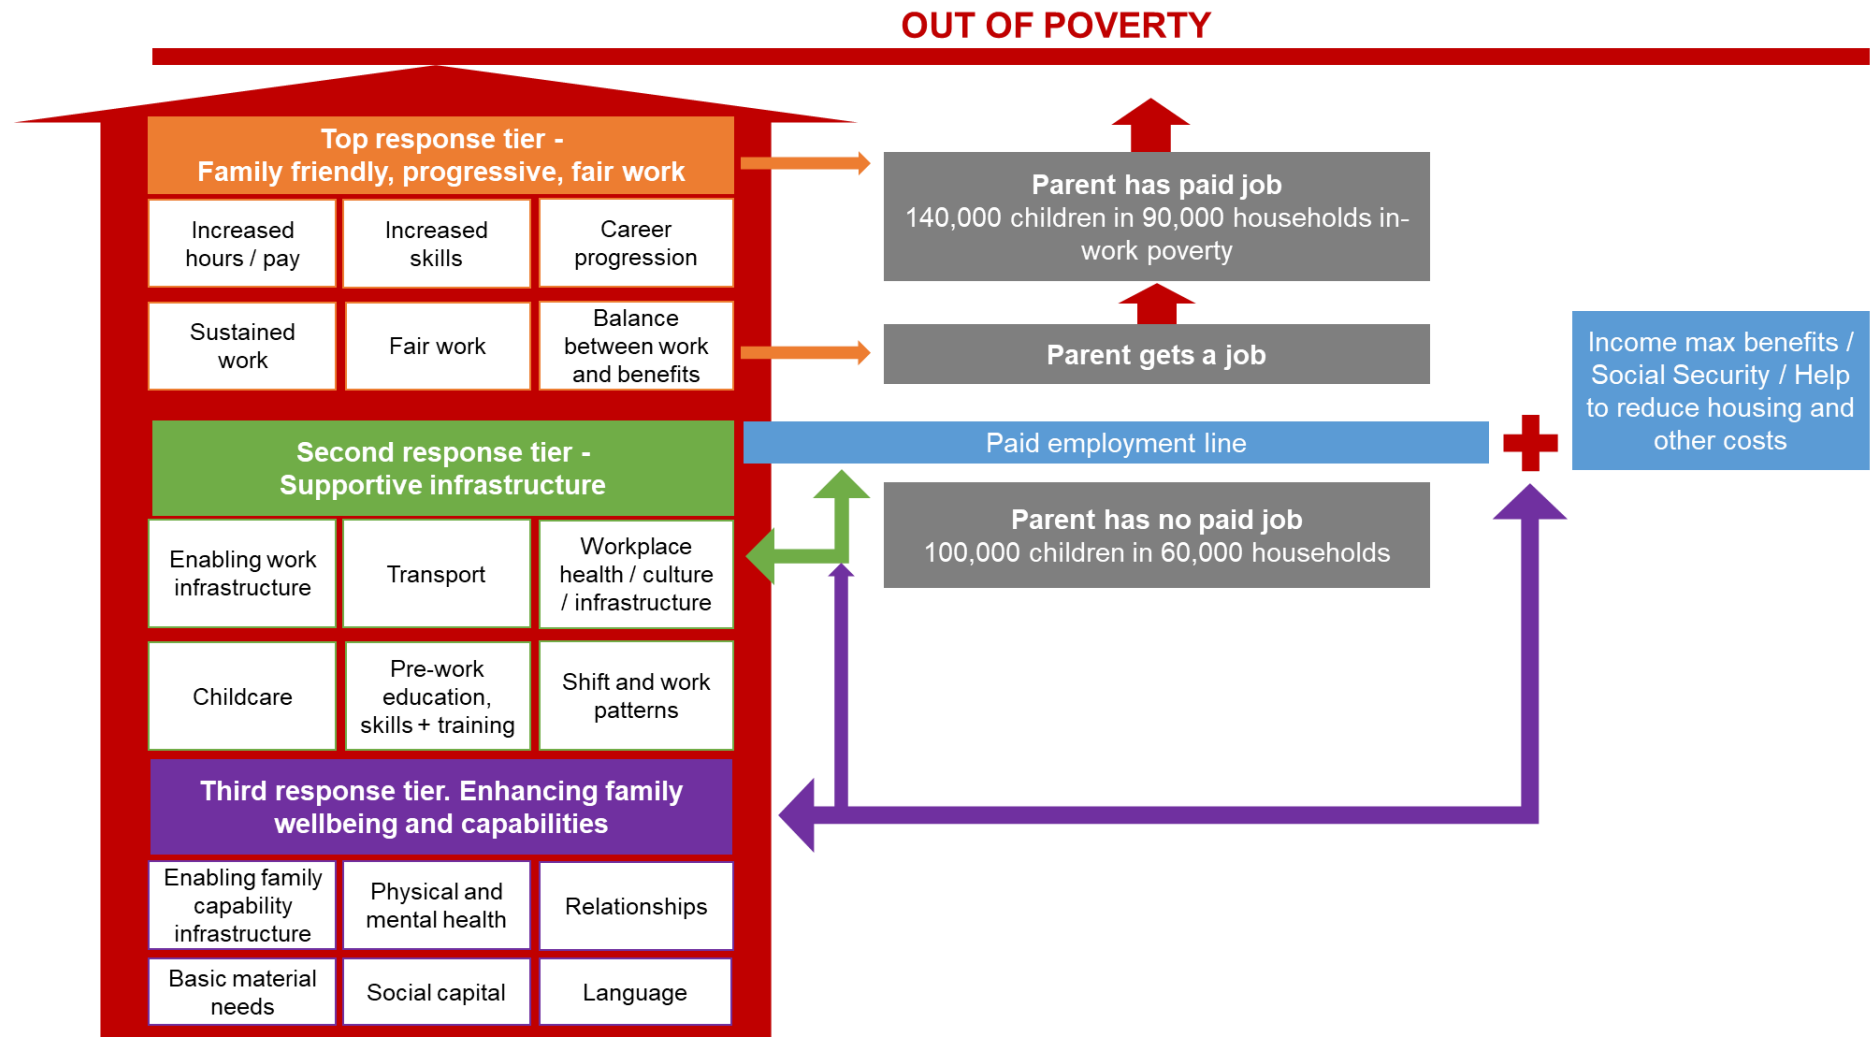 OUT OF POVERTY
Top response tier -
Family friendly, progressive, fair work
Increased
hours / pay
Increased
skills
Career
progression
Sustained
work
Fair work
Balance
between work
and benefits
Second response tier -
Supportive infrastructure
Enabling work
infrastructure
Transport
Workplace
health / culture
/ infrastructure
Childcare
Pre-work
education,
skills + training
Shift and work
patterns
Third response tier. Enhancing family
wellbeing and capabilities
Enabling family
capability
infrastructure
Physical and
mental health
Relationships
Basic material
needs
Social capital
Language
Parent has paid job
140,000 children in 90,000 households in-
work poverty
Parent gets a job
Paid employment line
Parent has no paid job
100,000 children in 60,000 households
Income max benefits /
Social Security / Help
to reduce housing and
other costs